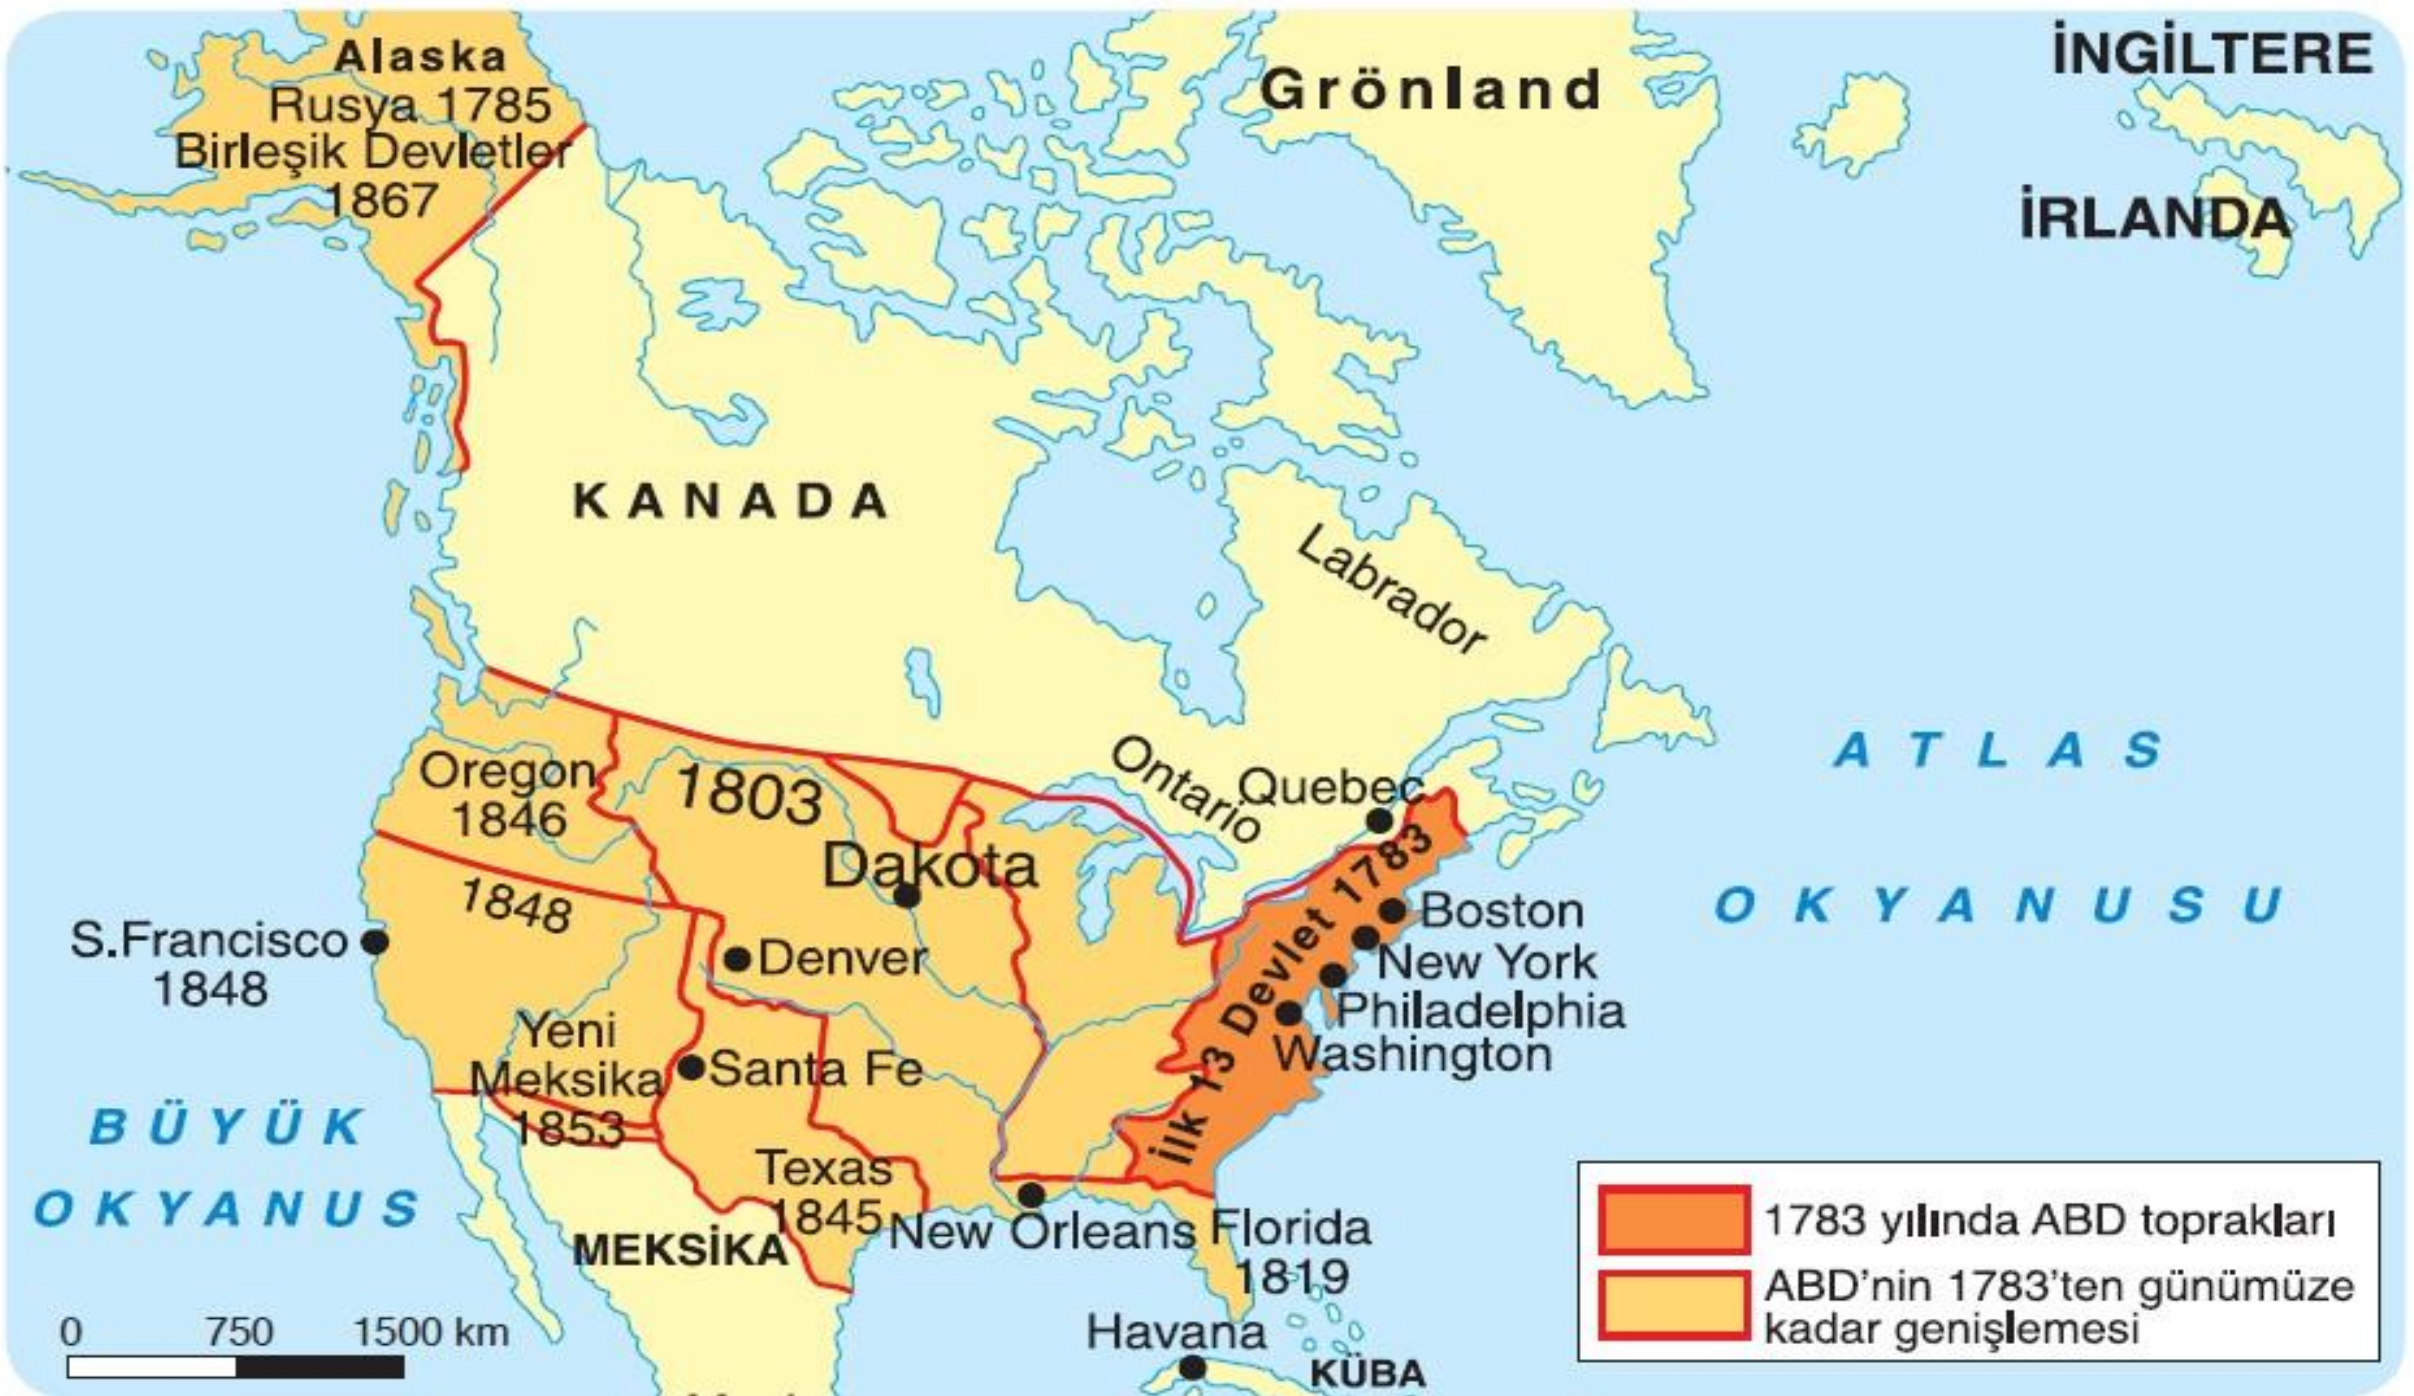 Alaska
Rusya 1785
Birleşik Devletler
1867
Grönland
İNGİLTERE
İRLANDA
KANADA
Labrador
Ontario
Quebec
ATLAS
OKYANUSU
Oregon
1846
1803
Dakota
1848
S.Francisco
1848
Denver
İlk 13 Devlet 1783
Boston
New York
Philadelphia
Washington
Yeni
Meksika
1853
Santa Fe
BÜYÜK
OKYANUS
Texas
1845
MEKSİKA
New Orleans
Florida
1819
Havana
KÜBA
0 750 1500 km
1783 yılında ABD toprakları
ABD'nin 1783'ten günümüze
kadar genişlemesi